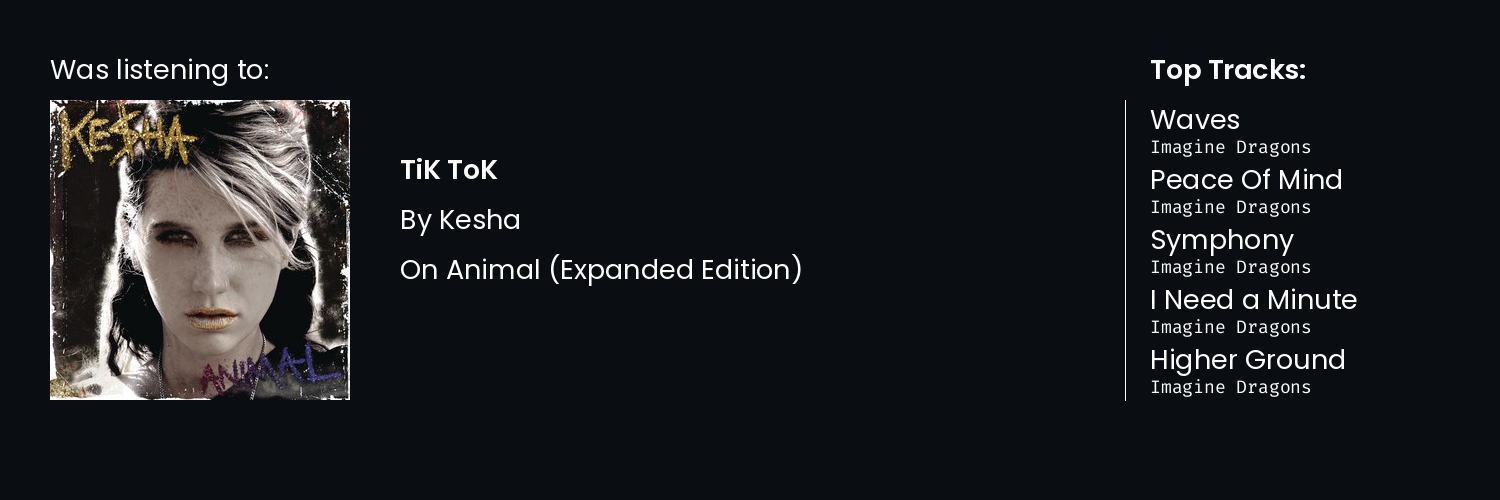 Was listening to:
KE$HA
ANIMAL
TiK ToK
By Kesha
On Animal (Expanded Edition)
Top Tracks:
Waves
Imagine Dragons
Peace Of Mind
Imagine Dragons
Symphony
Imagine Dragons
I Need a Minute
Imagine Dragons
Higher Ground
Imagine Dragons